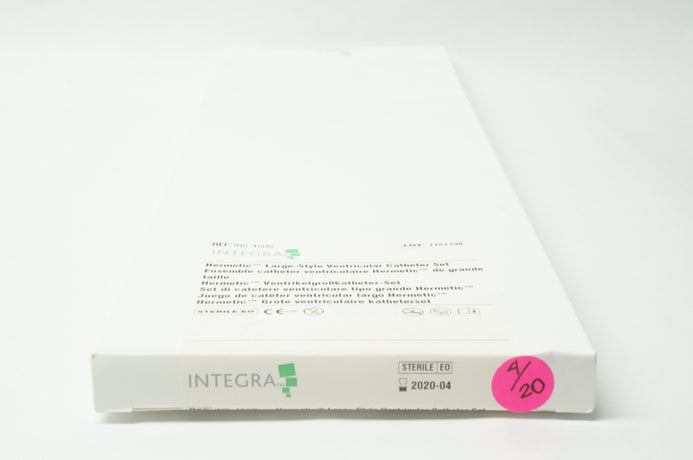 REF INS-4500
LOT
INTEGRA
Hermetic™ Large-Style Ventricular Catheter Set
Ensemble cathéter ventriculaire Hermetic™ de grande
taille
Hermetic™ Ventrikelgroßkatheter-Set
Set di catetere ventricolare tipo grande Hermetic™
Juego de catéter ventricular largo Hermetic™
Hermetic™ Grote ventriculaire katheterset
STERILE EO CE
INTEGRA™
STERILE EO
2020-04
4/20